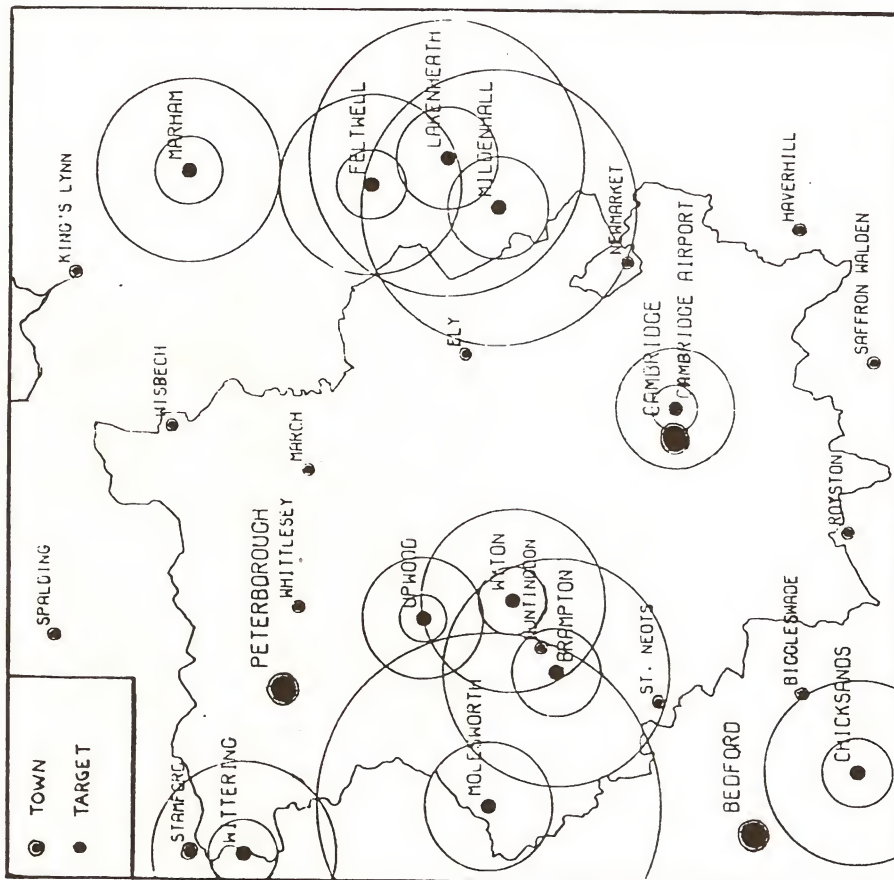 TOWN
TARGET
SPALDING
KING'S LYNN
STAMFORD
WITTERING
PETERBOROUGH
WHITTLESEY
MARCH
WISBECH
MARHAM
FELTWELL
LAKENHEATH
MILDENHALL
ELY
UPWOOD
WYTON
HUNTINGDON
BRAMPTON
MOLESWORTH
ST. NEOTS
NEWMARKET
CAMBRIDGE
CAMBRIDGE AIRPORT
BEDFORD
BIGGLESWADE
CHICKSANDS
ROYSTON
HAVERHILL
SAFFRON WALDEN